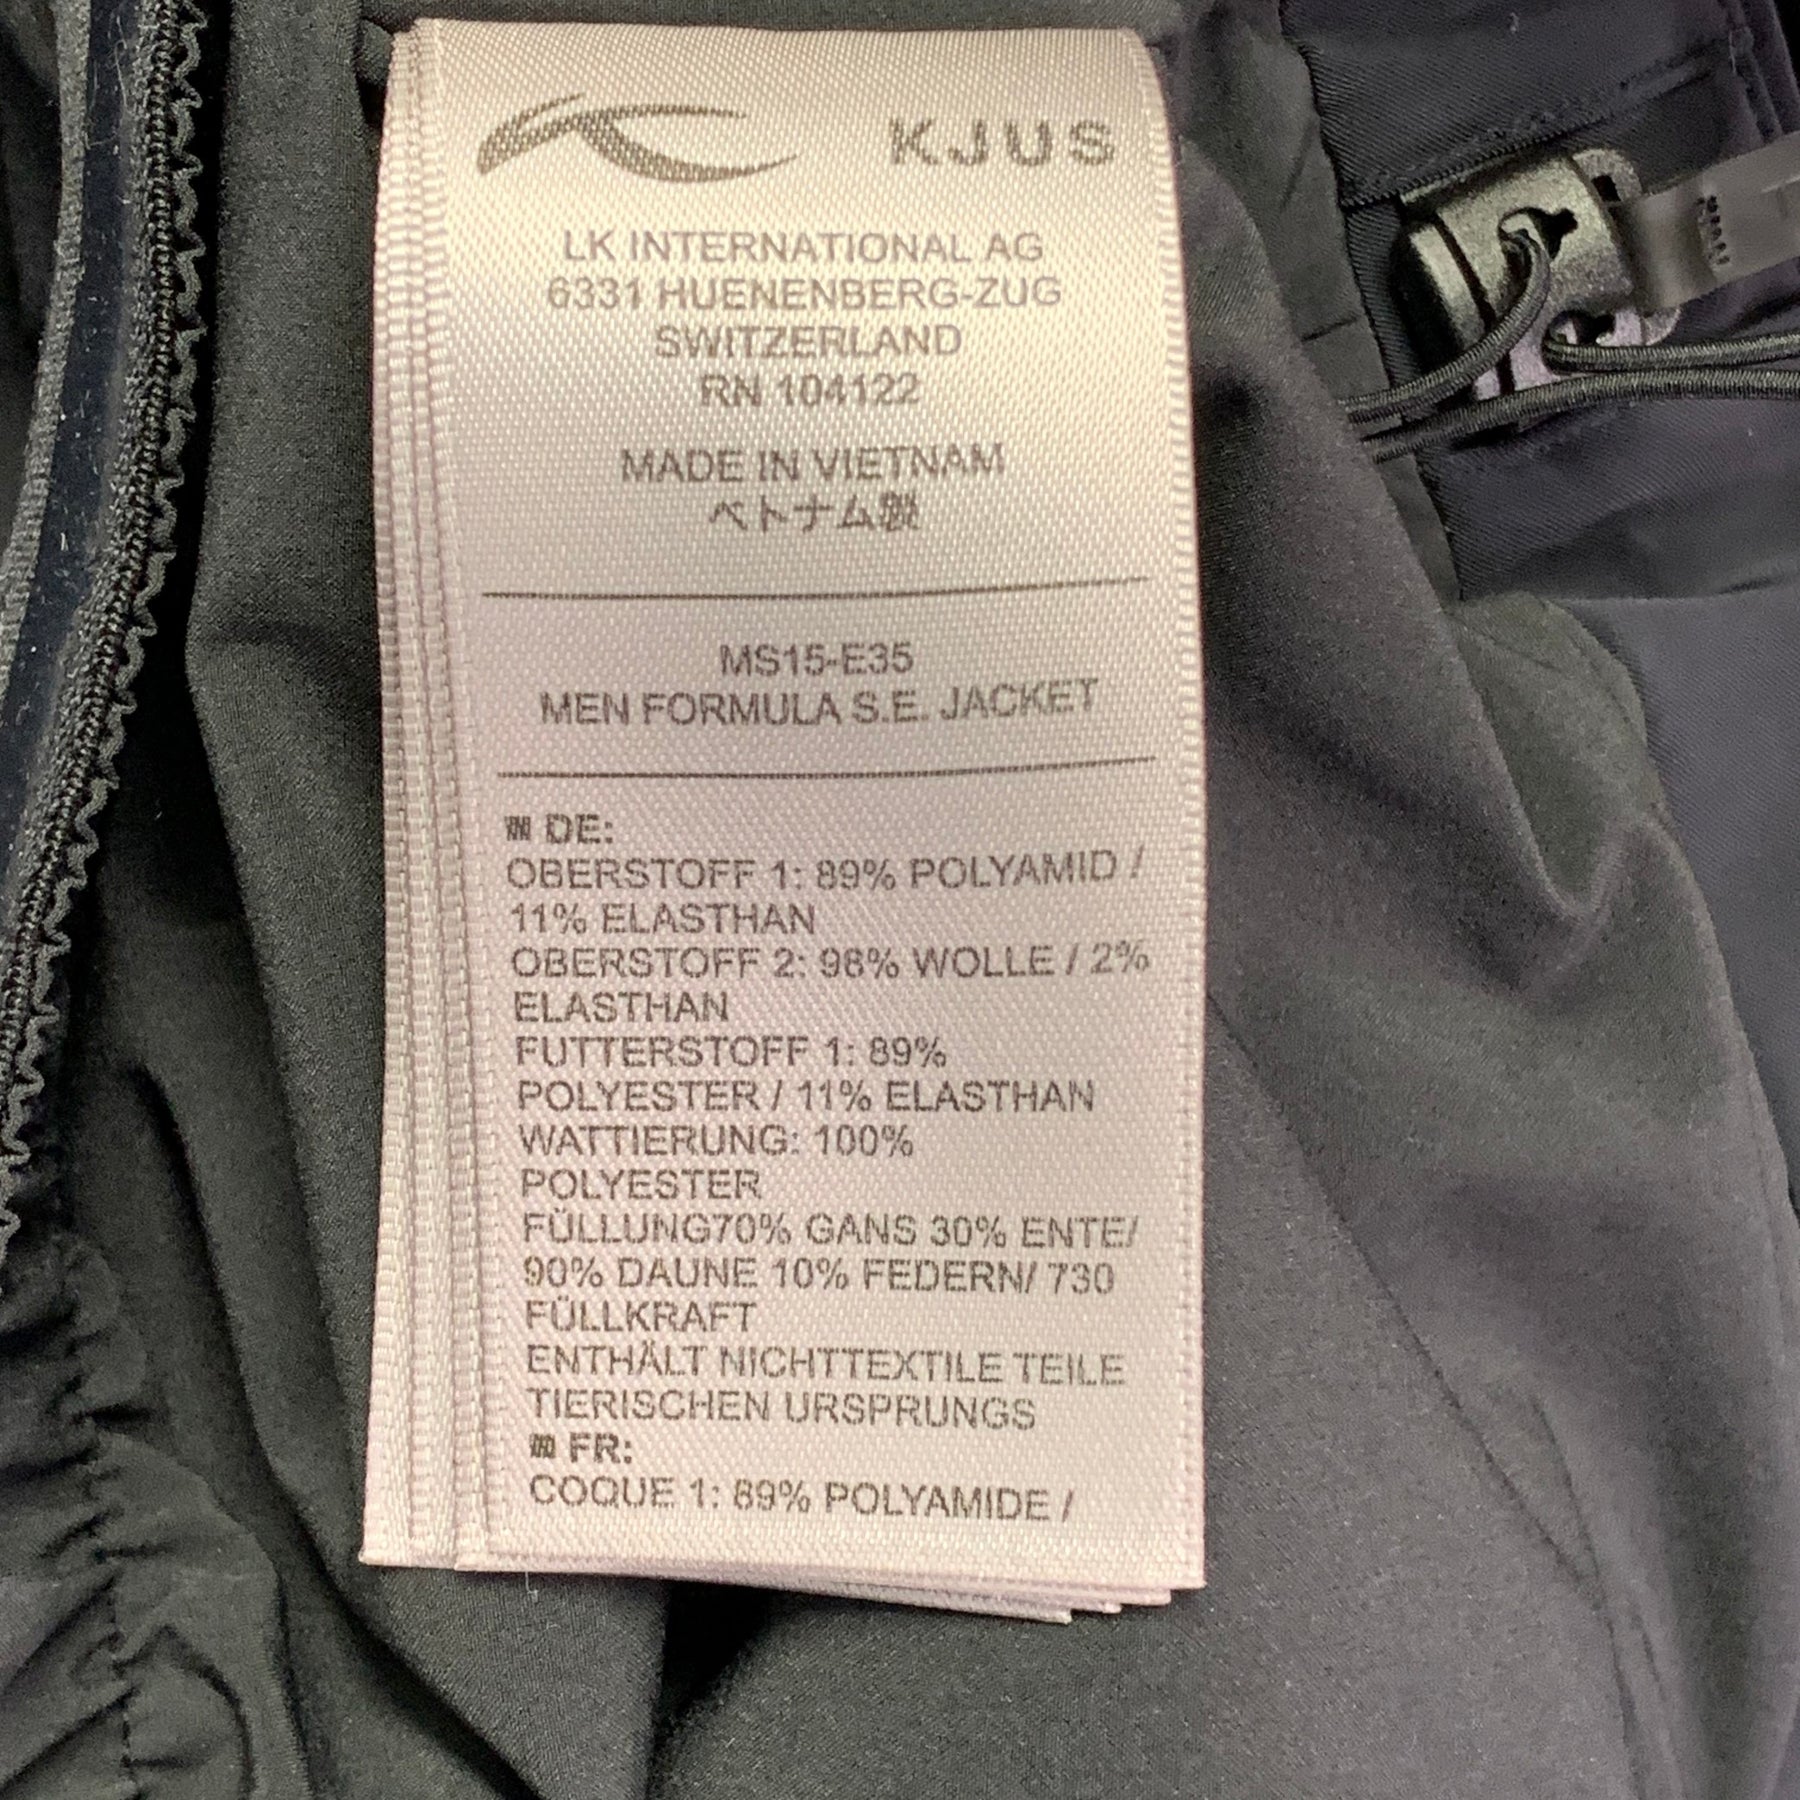 KJUS
LK INTERNATIONAL AG
6331 HUENENBERG-ZUG
SWITZERLAND
RN 104122
MADE IN VIETNAM
ベトナム製
MS15-E35
MEN FORMULA S.E. JACKET
DE:
OBERSTOFF 1: 89% POLYAMID /
11% ELASTHAN
OBERSTOFF 2: 98% WOLLE / 2%
ELASTHAN
FUTTERSTOFF 1: 89%
POLYESTER / 11% ELASTHAN
WATTIERUNG: 100%
POLYESTER
FÜLLUNG70% GANS 30% ENTE/
90% DAUNE 10% FEDERN/ 730
FÜLLKRAFT
ENTHÄLT NICHTTEXTILE TEILE
TIERISCHEN URSPRUNGS
FR:
COQUE 1: 89% POLYAMIDE /